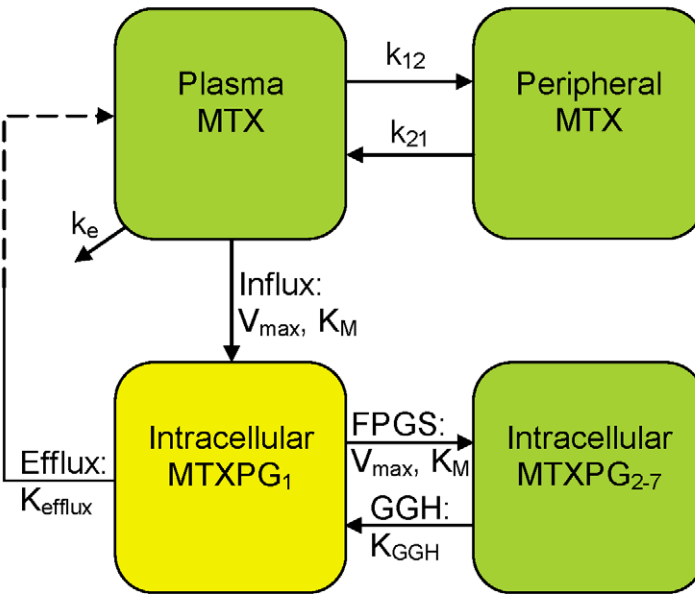 Plasma
MTX
k12
k21
Peripheral
MTX
ke
Influx:
Vmax, KM
Efflux:
Kefflux
Intracellular
MTXPG1
FPGS:
Vmax, KM
GGH:
KGGH
Intracellular
MTXPG2-7